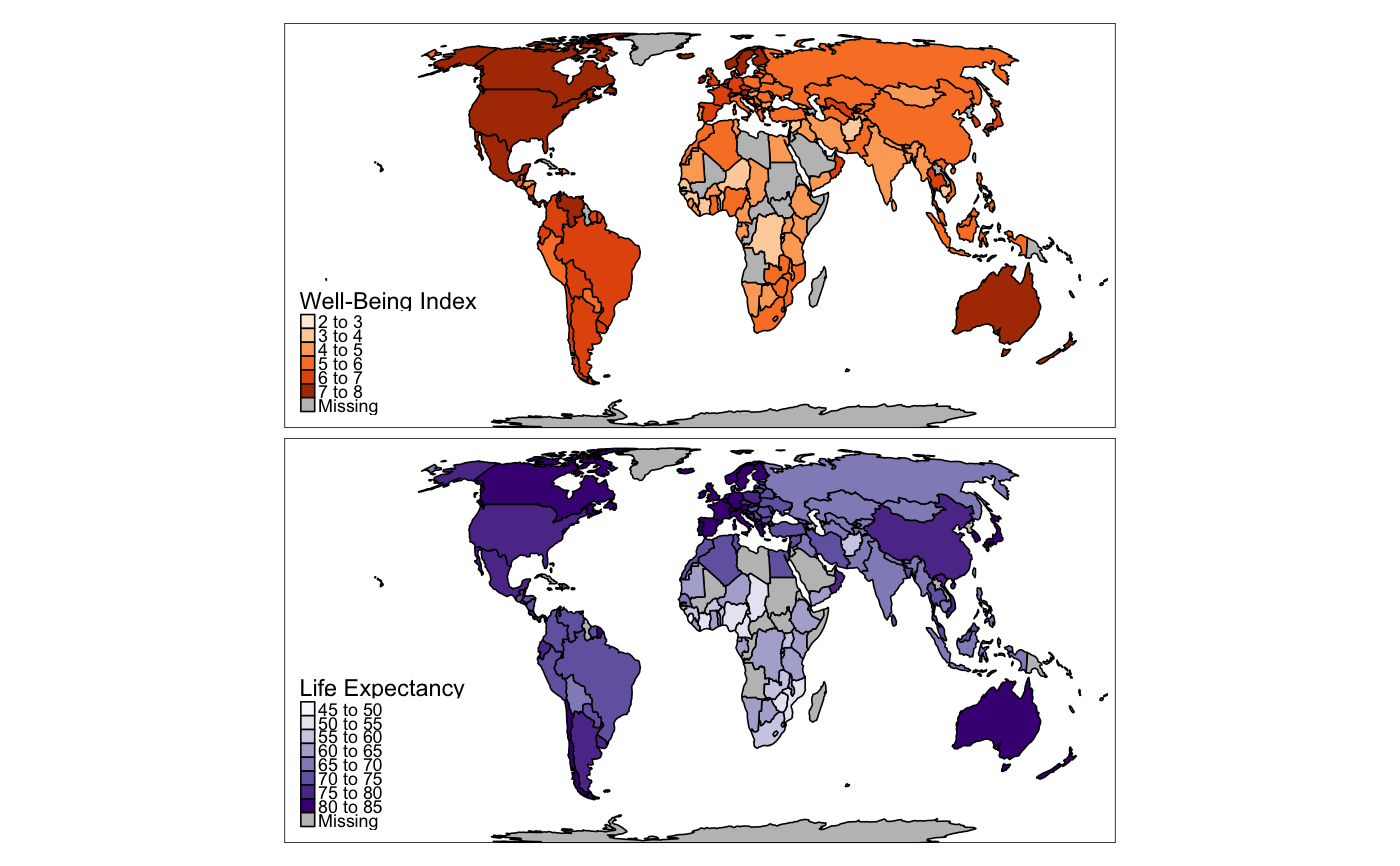 Well-Being Index
2 to 3
3 to 4
4 to 5
5 to 6
6 to 7
7 to 8
Missing
Life Expectancy
45 to 50
50 to 55
55 to 60
60 to 65
65 to 70
70 to 75
75 to 80
80 to 85
Missing